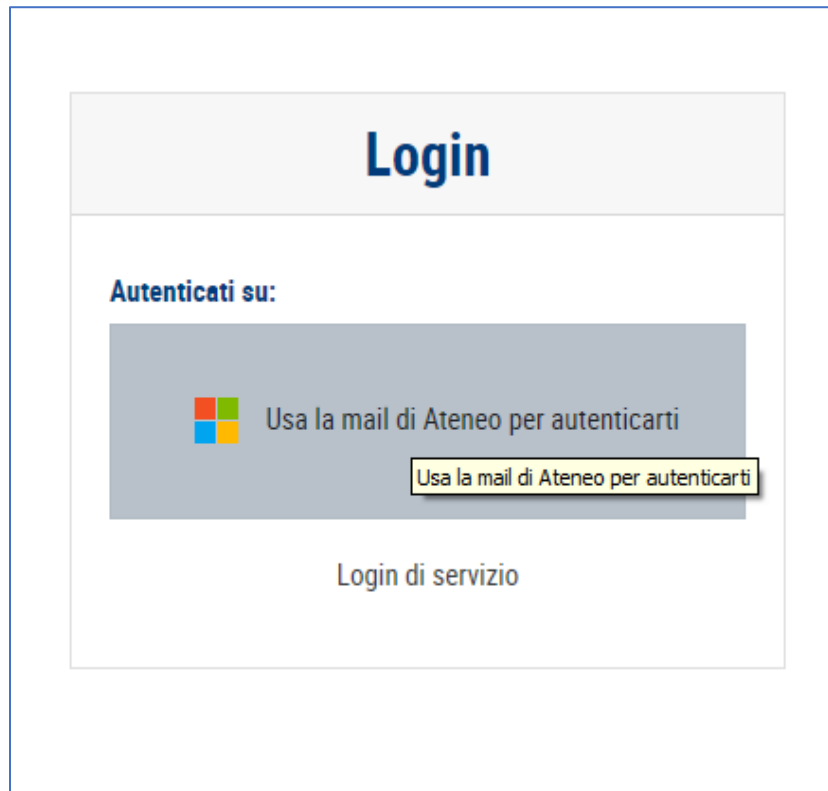 Login
Autenticati su:
Usa la mail di Ateneo per autenticarti
Usa la mail di Ateneo per autenticarti
Login di servizio